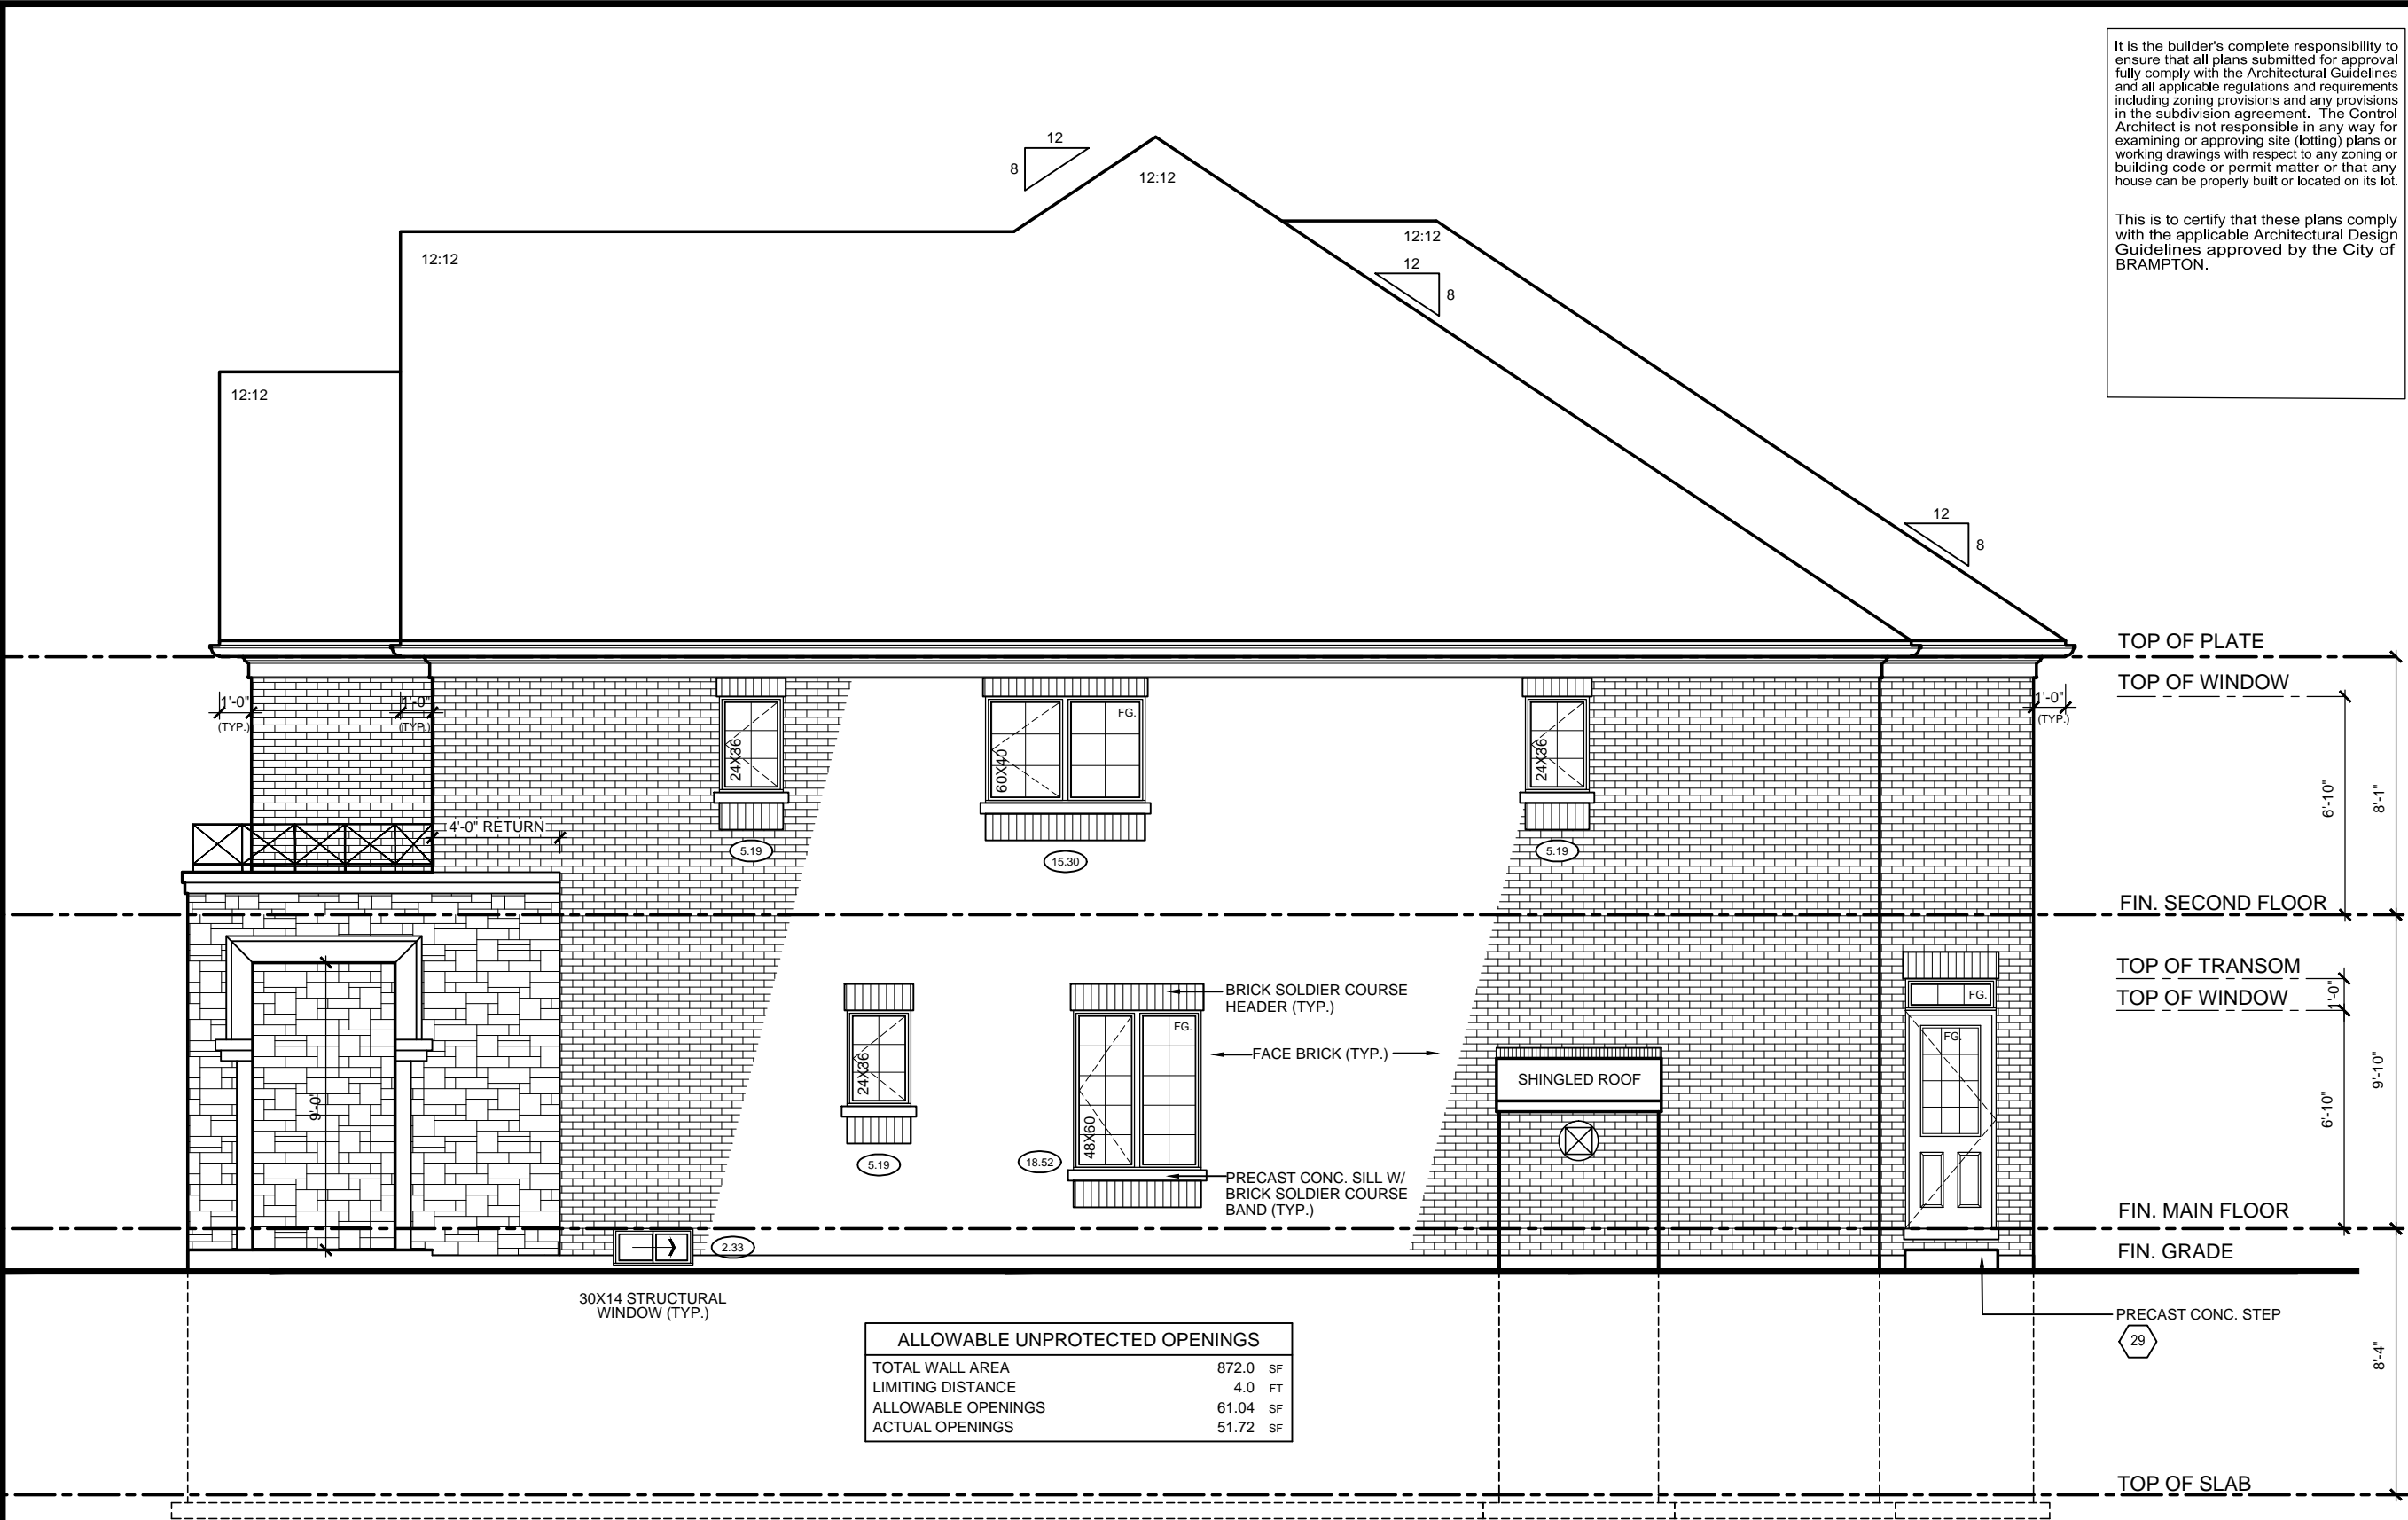 It is the builder's complete responsibility to
ensure that all plans submitted for approval
fully comply with the Architectural Guidelines
and all applicable regulations and requirements
including zoning provisions and any provisions
in the subdivision agreement. The Control
Architect is not responsible in any way for
examining or approving site (lotting) plans or
working drawings with respect to any zoning or
building code or permit matter or that any
house can be properly built or located on its lot.
This is to certify that these plans comply
with the applicable Architectural Design
Guidelines approved by the City of
BRAMPTON.
12
8
12:12
12:12
12:12
12
8
12:12
12
8
TOP OF PLATE
TOP OF WINDOW
1'-0"
(TYP.)
1'-0"
(TYP.)
1'-0"
(TYP.)
24X36
60X40
FG.
24X36
6'-10"
8'-1"
4'-0" RETURN
5.19
15.30
5.19
FIN. SECOND FLOOR
TOP OF TRANSOM
TOP OF WINDOW
1'-0"
FG.
FG.
BRICK SOLDIER COURSE
HEADER (TYP.)
FG.
FACE BRICK (TYP.)
24X36
48X60
SHINGLED ROOF
9'-0"
9'-10"
6'-10"
5.19
18.52
PRECAST CONC. SILL W/
BRICK SOLDIER COURSE
BAND (TYP.)
FIN. MAIN FLOOR
2.33
FIN. GRADE
30X14 STRUCTURAL
WINDOW (TYP.)
PRECAST CONC. STEP
29
8'-4"
ALLOWABLE UNPROTECTED OPENINGS
TOTAL WALL AREA 872.0 SF
LIMITING DISTANCE 4.0 FT
ALLOWABLE OPENINGS 61.04 SF
ACTUAL OPENINGS 51.72 SF
TOP OF SLAB